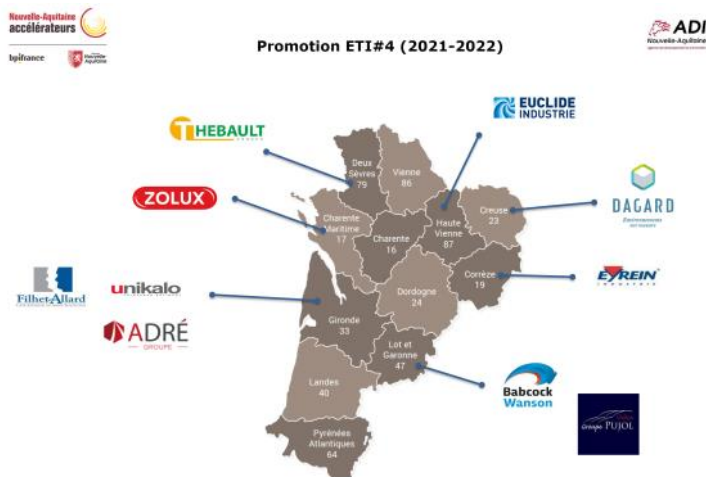 Nouvelle-Aquitaine
accélérateurs
bpifrance
Nouvelle-
Aquitaine
Promotion ETI#4 (2021-2022)
ADI
Nouvelle-Aquitaine
THEBAULT
EUCLIDE
INDUSTRIE
Deux
Sèvres
79
Vienne
86
ZOLUX
DAGARD
Charente
Maritime
17
Charente
16
Haute
Vienne
87
Creuse
23
Corrèze
19
EYREIN
INDUSTRIE
Filhet-Allard
unikalo
ADRÉ
GROUPE
Gironde
33
Dordogne
24
Lot et
Garonne
47
Babcock
Wanson
Groupe PUJOL
Landes
40
Pyrénées
Atlantiques
64